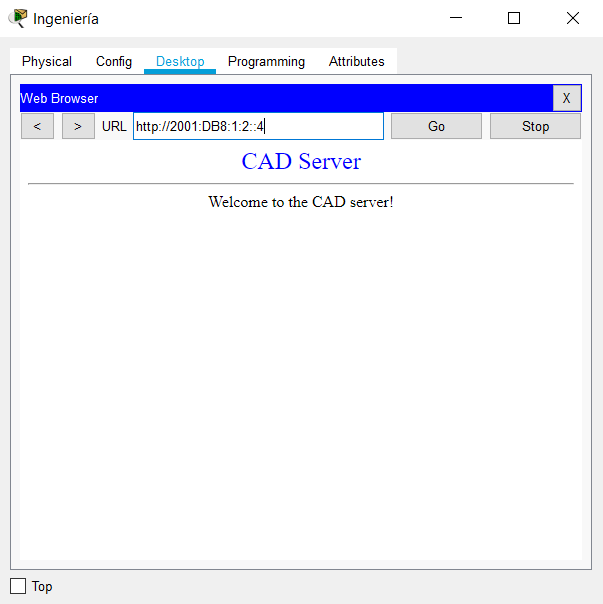 Ingeniería
Physical Config Desktop Programming Attributes
Web Browser X
< > URL http://2001:DB8:1:2::4 Go Stop
CAD Server
Welcome to the CAD server!
Top